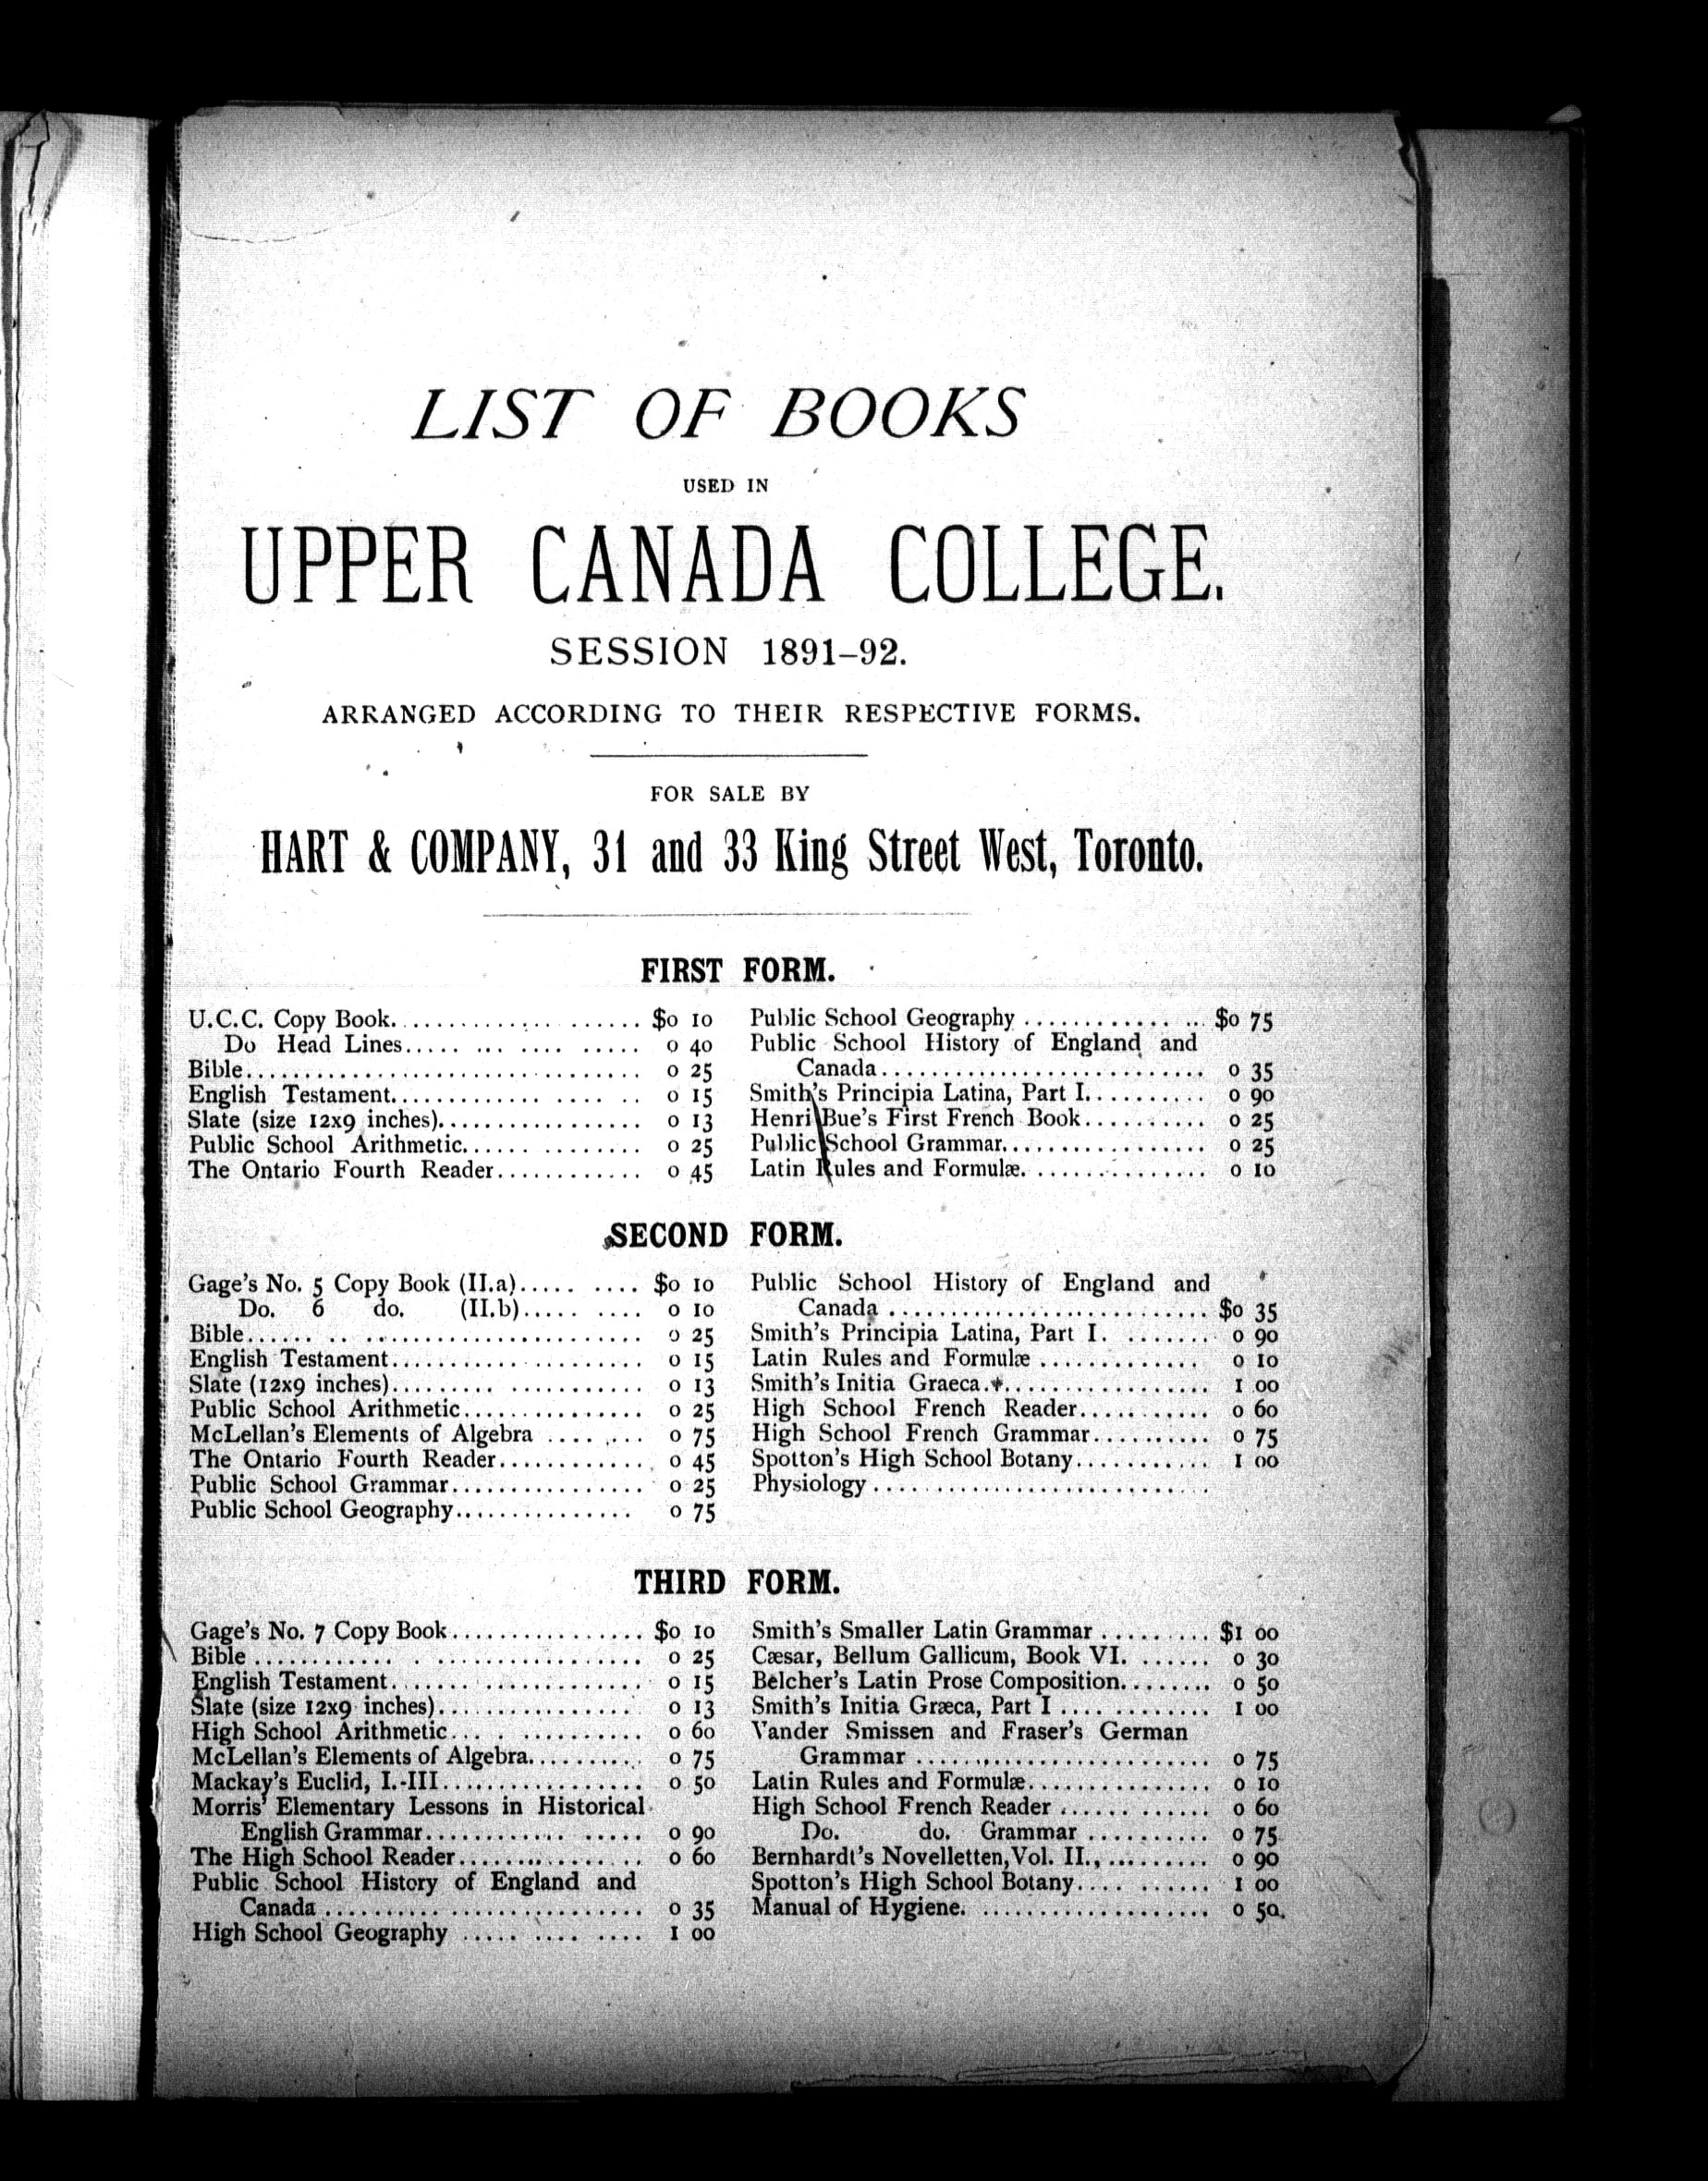 LIST OF BOOKS
USED IN
UPPER CANADA COLLEGE.
SESSION 1891–92.
ARRANGED ACCORDING TO THEIR RESPECTIVE FORMS.
FOR SALE BY
HART & COMPANY, 31 and 33 King Street West, Toronto.
FIRST FORM.
U.C.C. Copy Book. .................... $0 10
Do Head Lines..... ... .... ..... 0 40
Bible................................ 0 25
English Testament.............. .... .. 0 15
Slate (size 12x9 inches)................. 0 13
Public School Arithmetic...... ........ 0 25
The Ontario Fourth Reader............ 0 45
Public School Geography ............ .. $0 75
Public School History of England and
Canada.......................... 0 35
Smith's Principia Latina, Part I.......... 0 90
Henri Bue's First French Book.......... 0 25
Public School Grammar................. 0 25
Latin Rules and Formulæ. .............. 0 10
SECOND FORM.
Gage's No. 5 Copy Book (II.a)..... .... $0 10
Do. 6 do. (II.b)..... .... 0 10
Bible...... .. ....................... 0 25
English Testament..................... 0 15
Slate (12x9 inches)......... ........... 0 13
Public School Arithmetic............... 0 25
McLellan's Elements of Algebra .... .... 0 75
The Ontario Fourth Reader............ 0 45
Public School Grammar................ 0 25
Public School Geography............... 0 75
Public School History of England and
Canada .......................... $0 35
Smith's Principia Latina, Part I. ....... 0 90
Latin Rules and Formulæ ............. 0 10
Smith's Initia Graeca................... 1 00
High School French Reader........... 0 60
High School French Grammar.......... 0 75
Spotton's High School Botany........... 1 00
Physiology............................
THIRD FORM.
Gage's No. 7 Copy Book................ $0 10
Bible ............ . .................. 0 25
English Testament..................... 0 15
Slate (size 12x9 inches)................ 0 13
High School Arithmetic... . ............ 0 60
McLellan's Elements of Algebra......... 0 75
Mackay's Euclid, I.-III................. 0 50
Morris' Elementary Lessons in Historical
English Grammar............ ..... 0 90
The High School Reader................ 0 60
Public School History of England and
Canada .......................... 0 35
High School Geography ..... .... .... 1 00
Smith's Smaller Latin Grammar ......... $1 00
Cæsar, Bellum Gallicum, Book VI. ...... 0 30
Belcher's Latin Prose Composition........ 0 50
Smith's Initia Græca, Part I .... ........ 1 00
Vander Smissen and Fraser's German
Grammar ........................ 0 75
Latin Rules and Formulæ............... 0 10
High School French Reader ...... ...... 0 60
Do. do. Grammar .......... 0 75
Bernhardt's Novelletten, Vol. II., ......... 0 90
Spotton's High School Botany.... ...... 1 00
Manual of Hygiene. ................... 0 50.